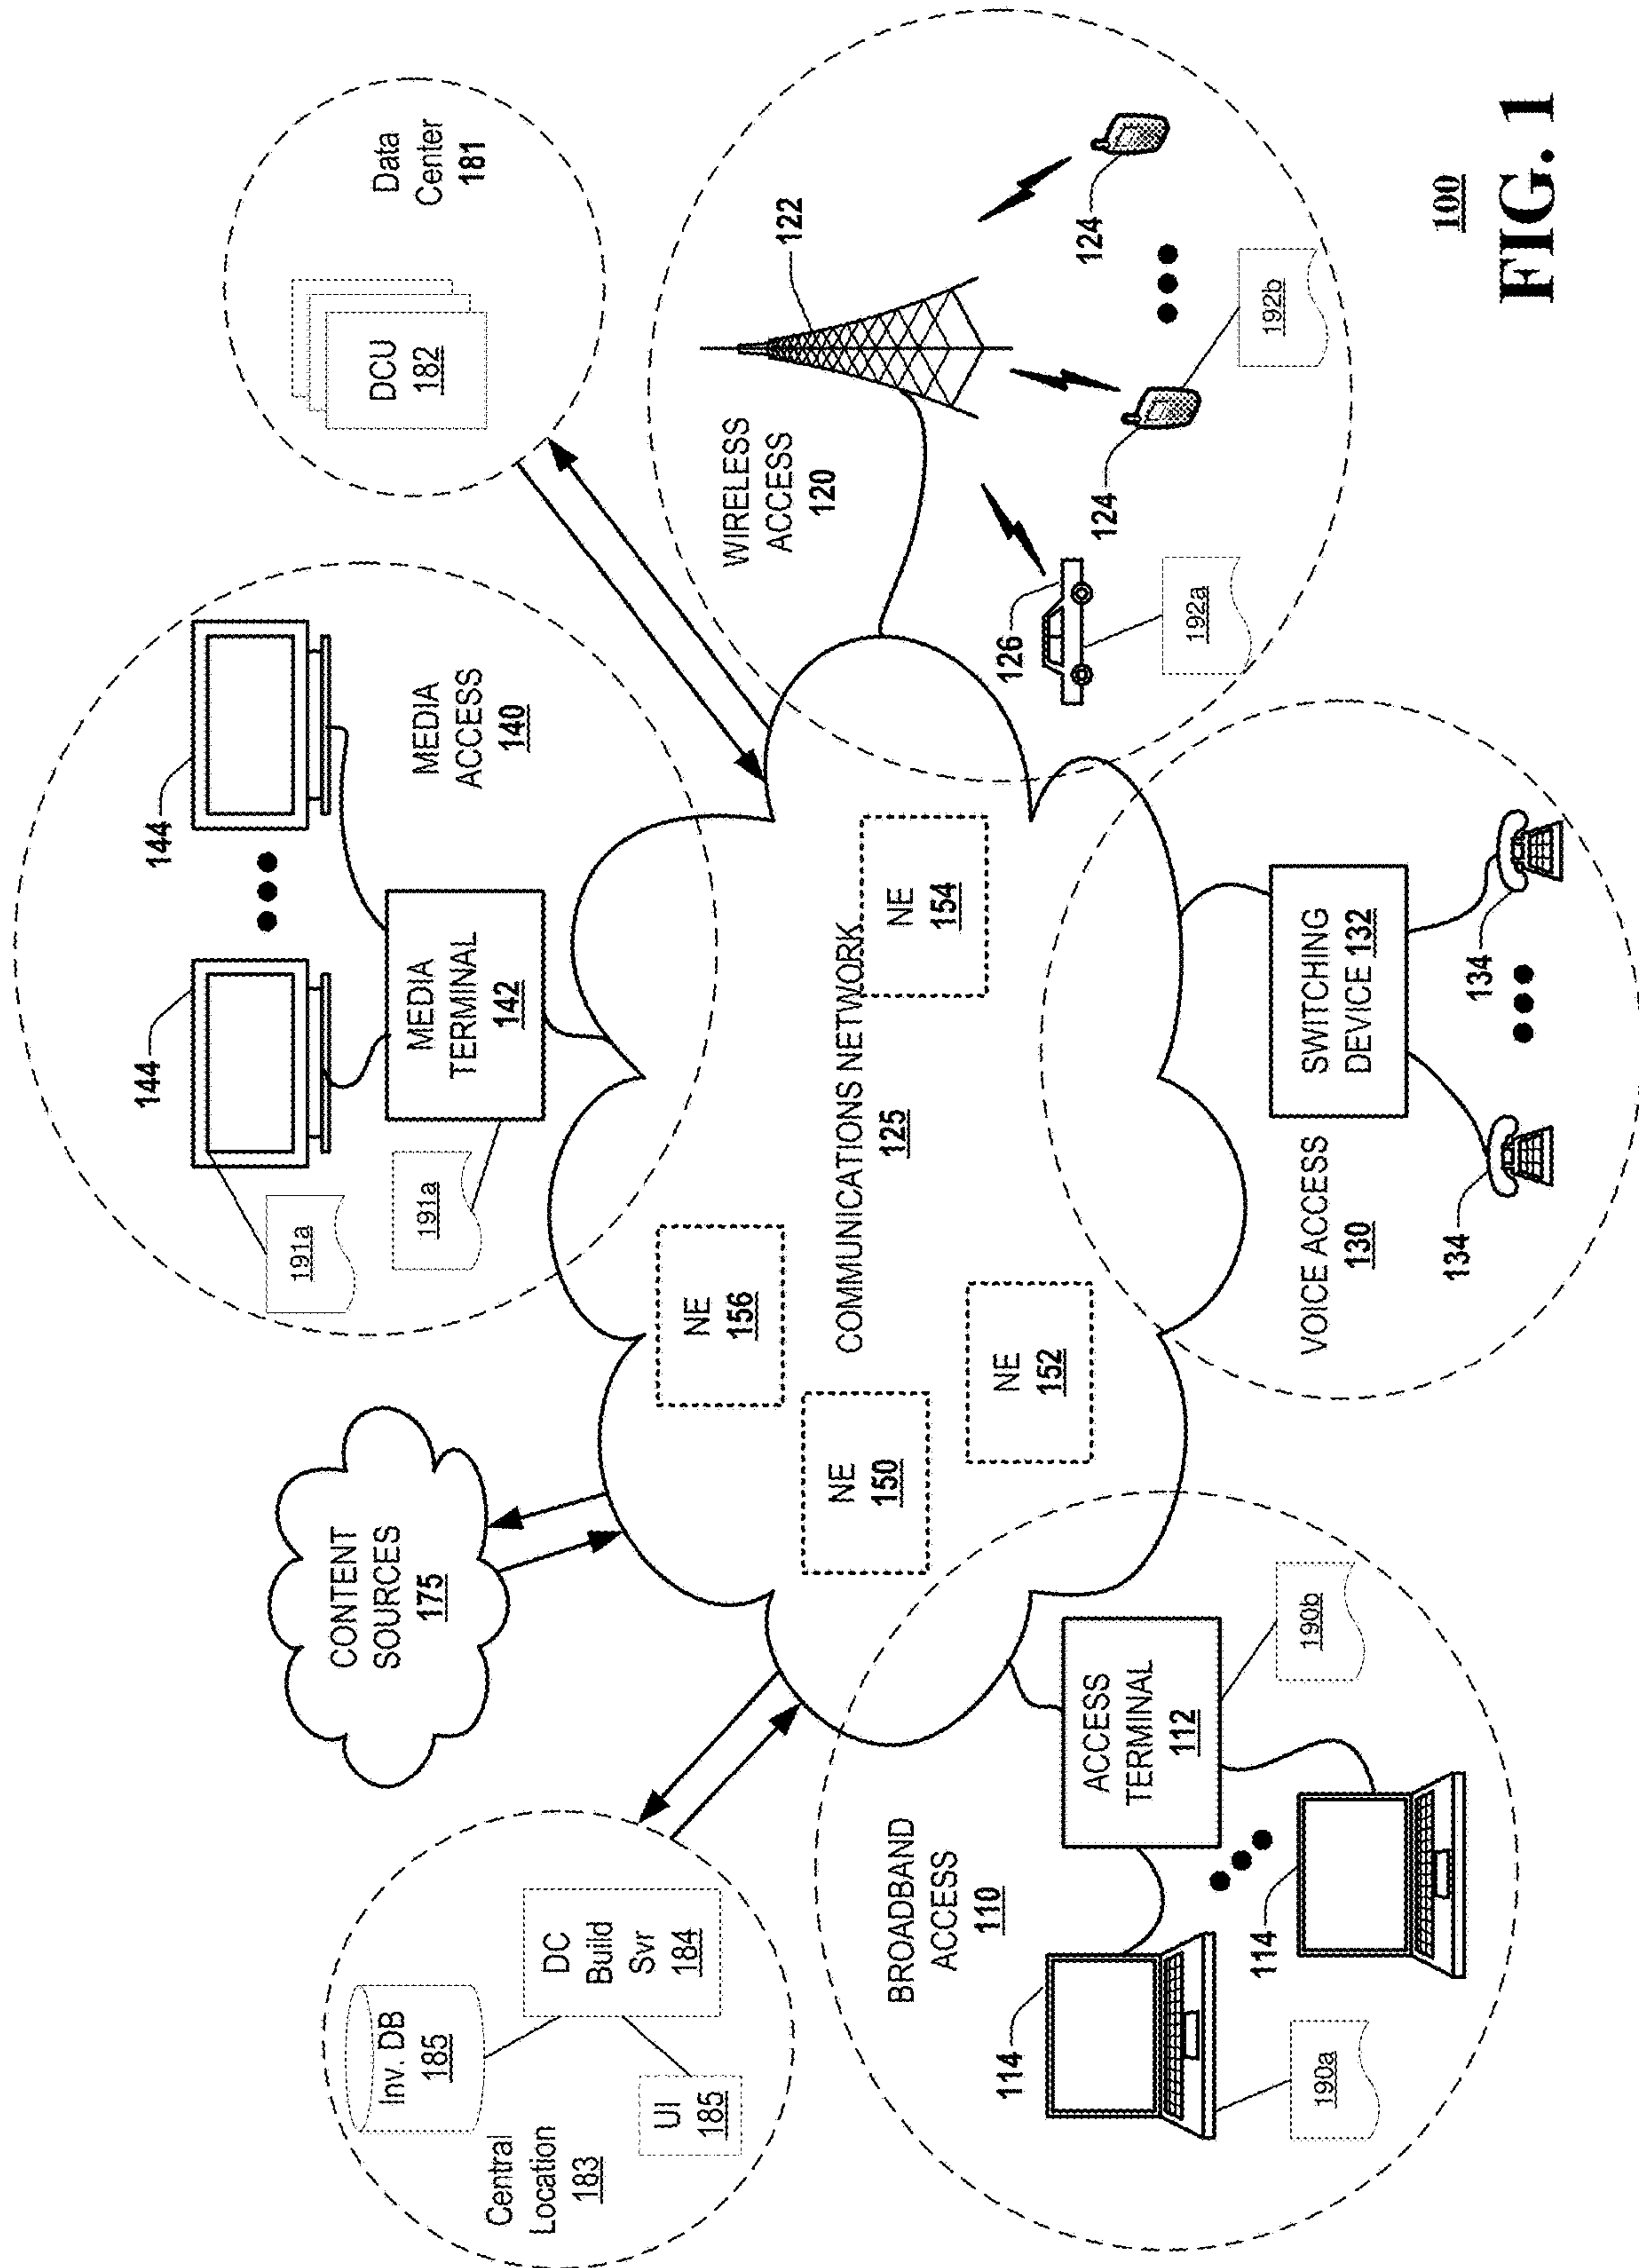 Central
Location
183
Inv. DB
185
UI
185
DC
Build
Svr
184
CONTENT
SOURCES
175
191a
191a
144
144
MEDIA
TERMINAL
142
MEDIA
ACCESS
140
DCU
182
Data
Center
181
BROADBAND
ACCESS
110
114
190a
114
ACCESS
TERMINAL
112
190b
NE
150
NE
156
NE
152
COMMUNICATIONS NETWORK
125
NE
154
VOICE ACCESS
130
SWITCHING
DEVICE 132
134
134
WIRELESS
ACCESS
120
122
126
192a
124
192b
124
100
FIG. 1